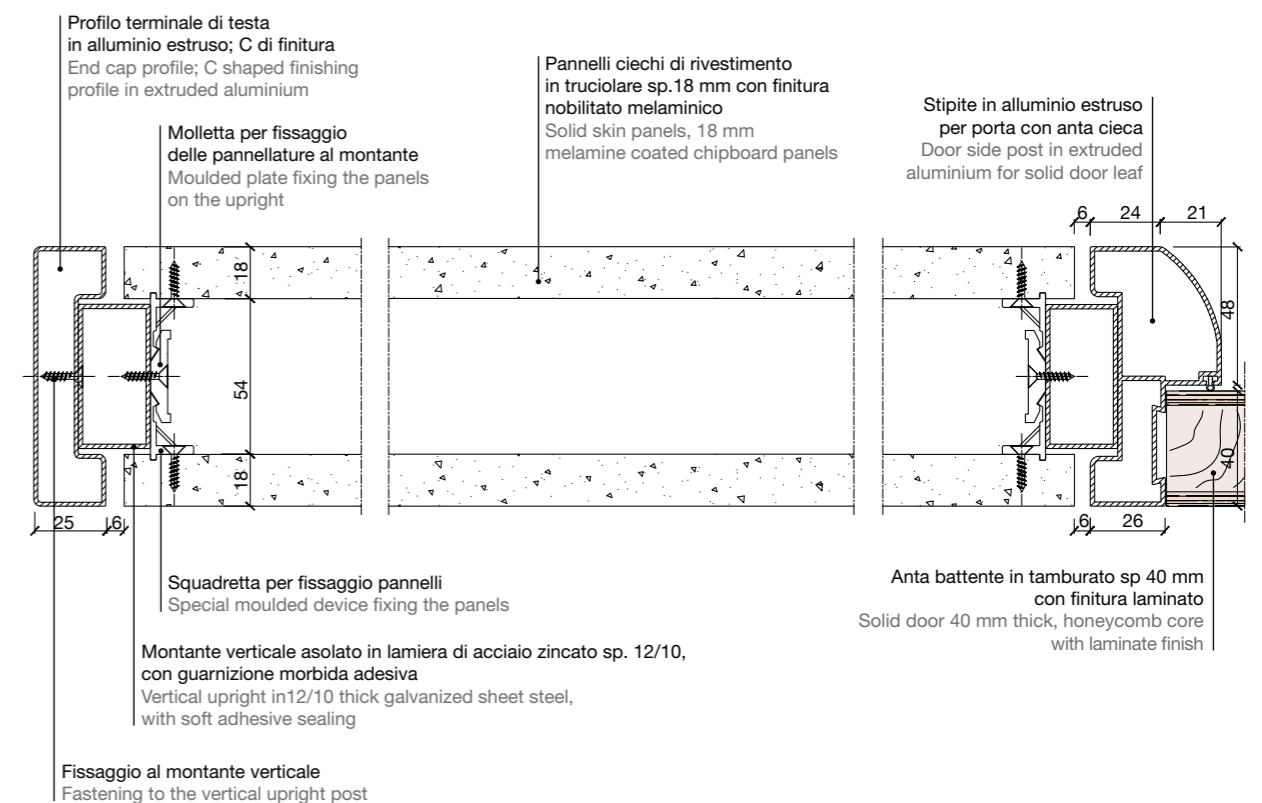 Profilo terminale di testa
in alluminio estruso; C di finitura
End cap profile; C shaped finishing
profile in extruded aluminium
Molletta per fissaggio
delle pannellature al montante
Moulded plate fixing the panels
on the upright
Pannelli ciechi di rivestimento
in truciolare sp.18 mm con finitura
nobilitato melaminico
Solid skin panels, 18 mm
melamine coated chipboard panels
Stipite in alluminio estruso
per porta con anta cieca
Door side post in extruded
aluminium for solid door leaf
6 24 21
18
48
54
18
40
25 6
6 26
Squadretta per fissaggio pannelli
Special moulded device fixing the panels
Anta battente in tamburato sp 40 mm
con finitura laminato
Solid door 40 mm thick, honeycomb core
with laminate finish
Montante verticale asolato in lamiera di acciaio zincato sp. 12/10,
con guarnizione morbida adesiva
Vertical upright in12/10 thick galvanized sheet steel,
with soft adhesive sealing
Fissaggio al montante verticale
Fastening to the vertical upright post